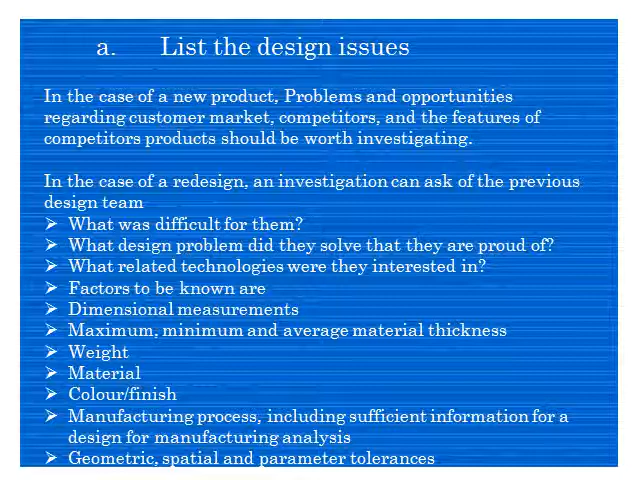 a. List the design issues
In the case of a new product, Problems and opportunities
regarding customer market, competitors, and the features of
competitors products should be worth investigating.
In the case of a redesign, an investigation can ask of the previous
design team
➢ What was difficult for them?
➢ What design problem did they solve that they are proud of?
➢ What related technologies were they interested in?
➢ Factors to be known are
➢ Dimensional measurements
➢ Maximum, minimum and average material thickness
➢ Weight
➢ Material
➢ Colour/finish
➢ Manufacturing process, including sufficient information for a
design for manufacturing analysis
➢ Geometric, spatial and parameter tolerances